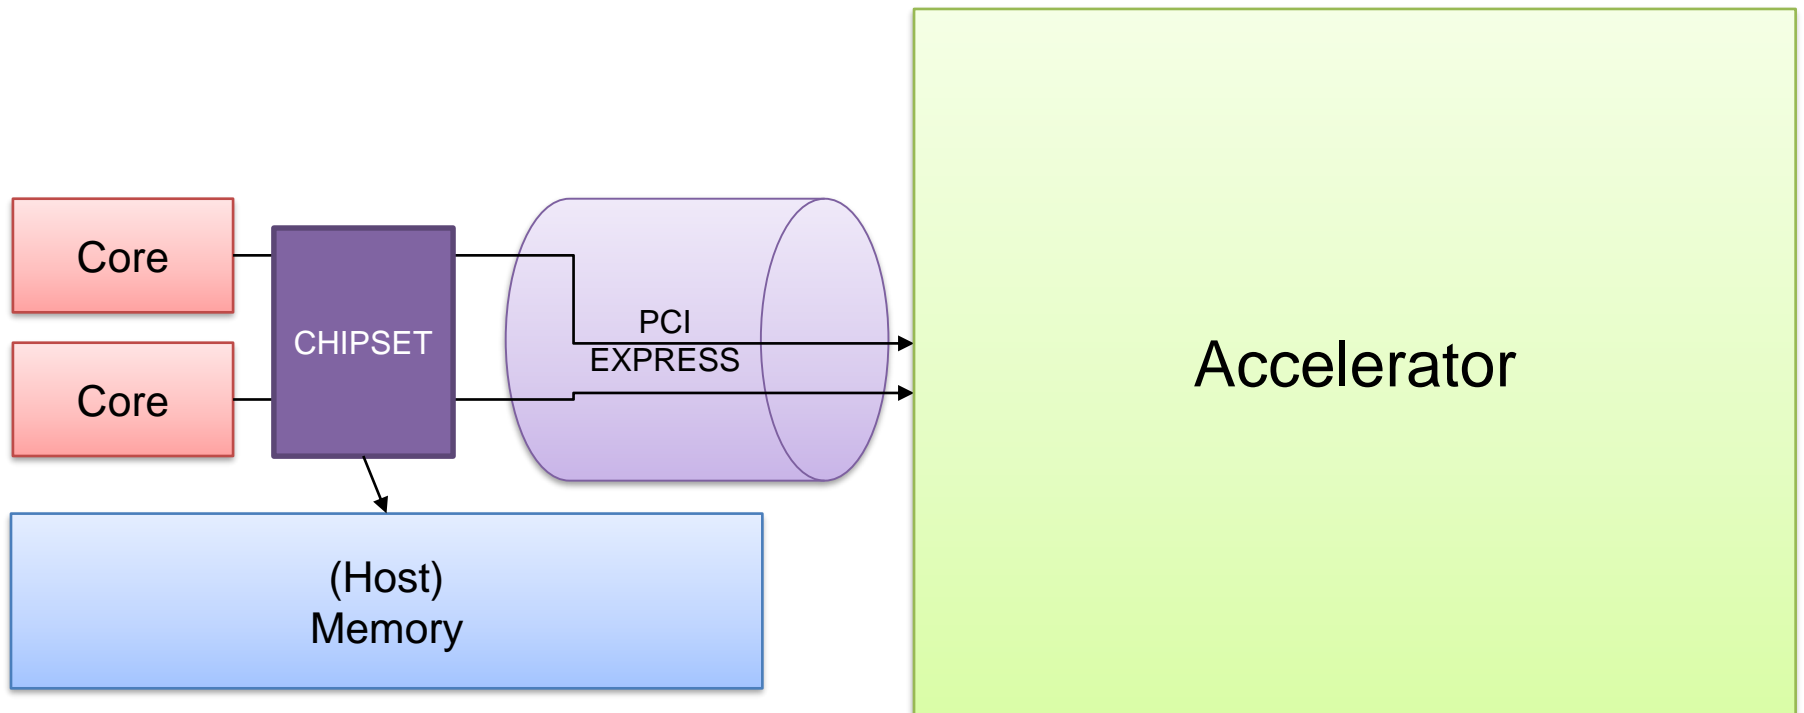 Core
CHIPSET
Core
PCI
EXPRESS
Accelerator
(Host)
Memory